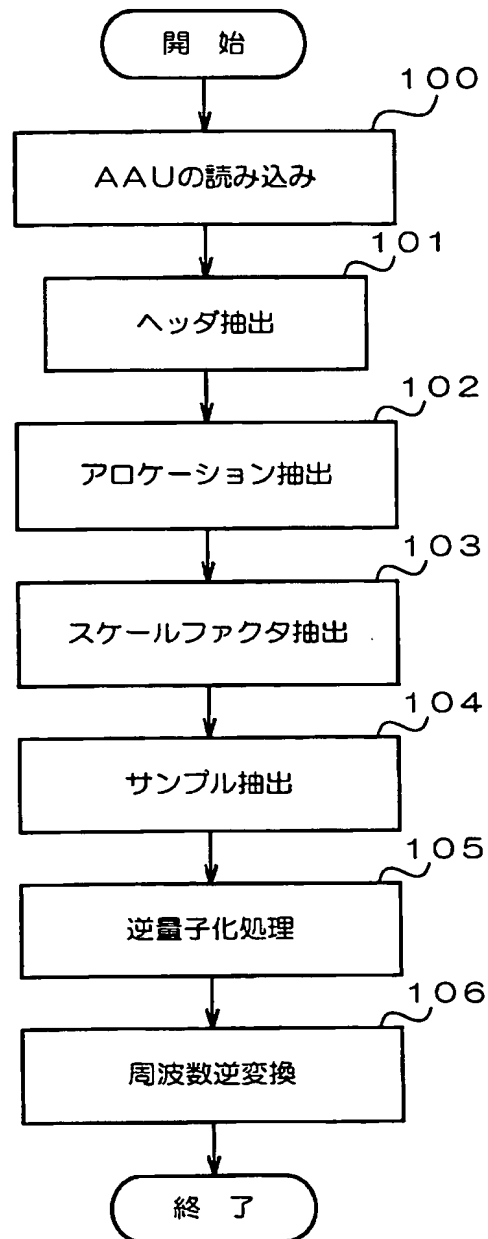 開　始
１００
ＡＡＵの読み込み
１０１
ヘッダ抽出
１０２
アロケーション抽出
１０３
スケールファクタ抽出
１０４
サンプル抽出
１０５
逆量子化処理
１０６
周波数逆変換
終　了